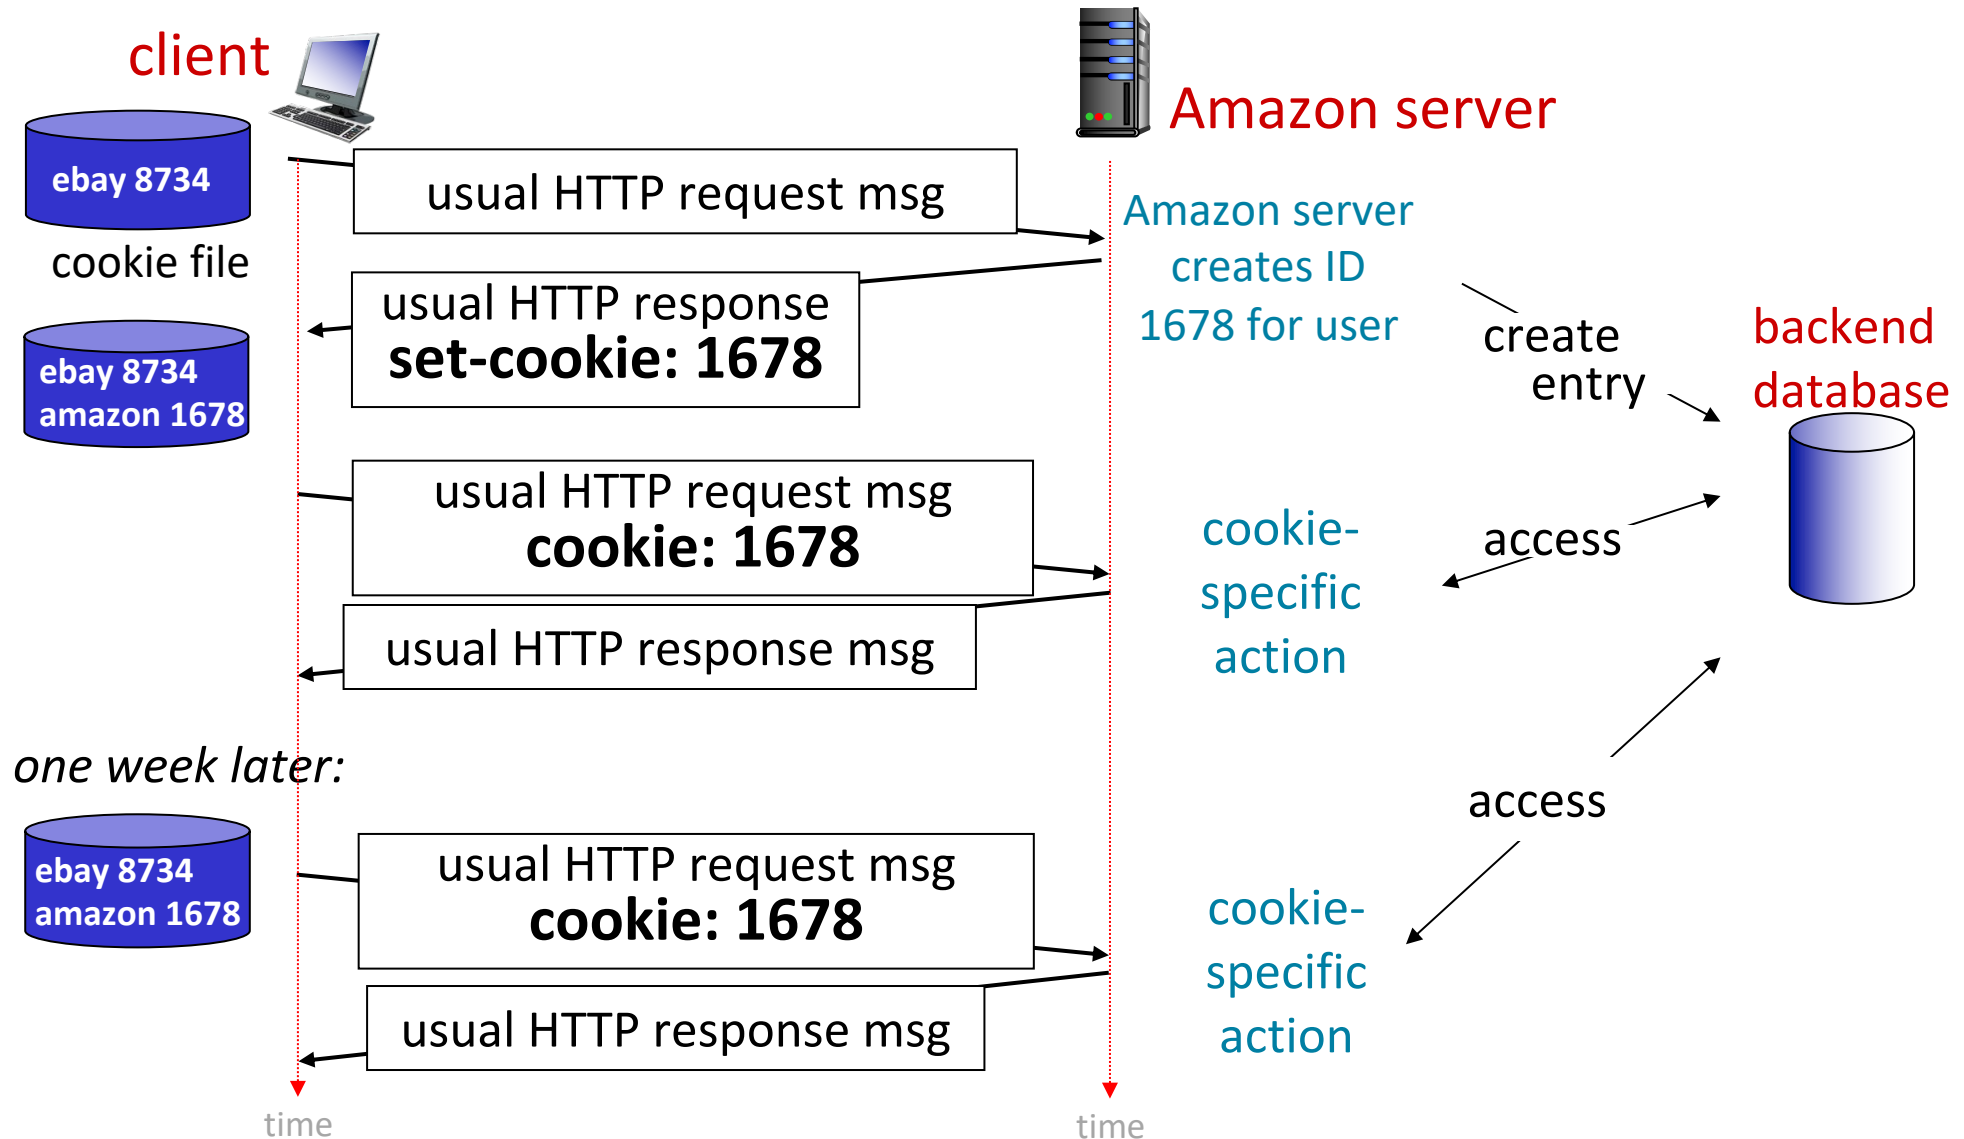 client
Amazon server
ebay 8734
cookie file
usual HTTP request msg
Amazon server
creates ID
1678 for user
usual HTTP response
set-cookie: 1678
create
entry
backend
database
ebay 8734
amazon 1678
usual HTTP request msg
cookie: 1678
cookie-
specific
action
access
usual HTTP response msg
one week later:
access
ebay 8734
amazon 1678
usual HTTP request msg
cookie: 1678
cookie-
specific
action
usual HTTP response msg
time
time